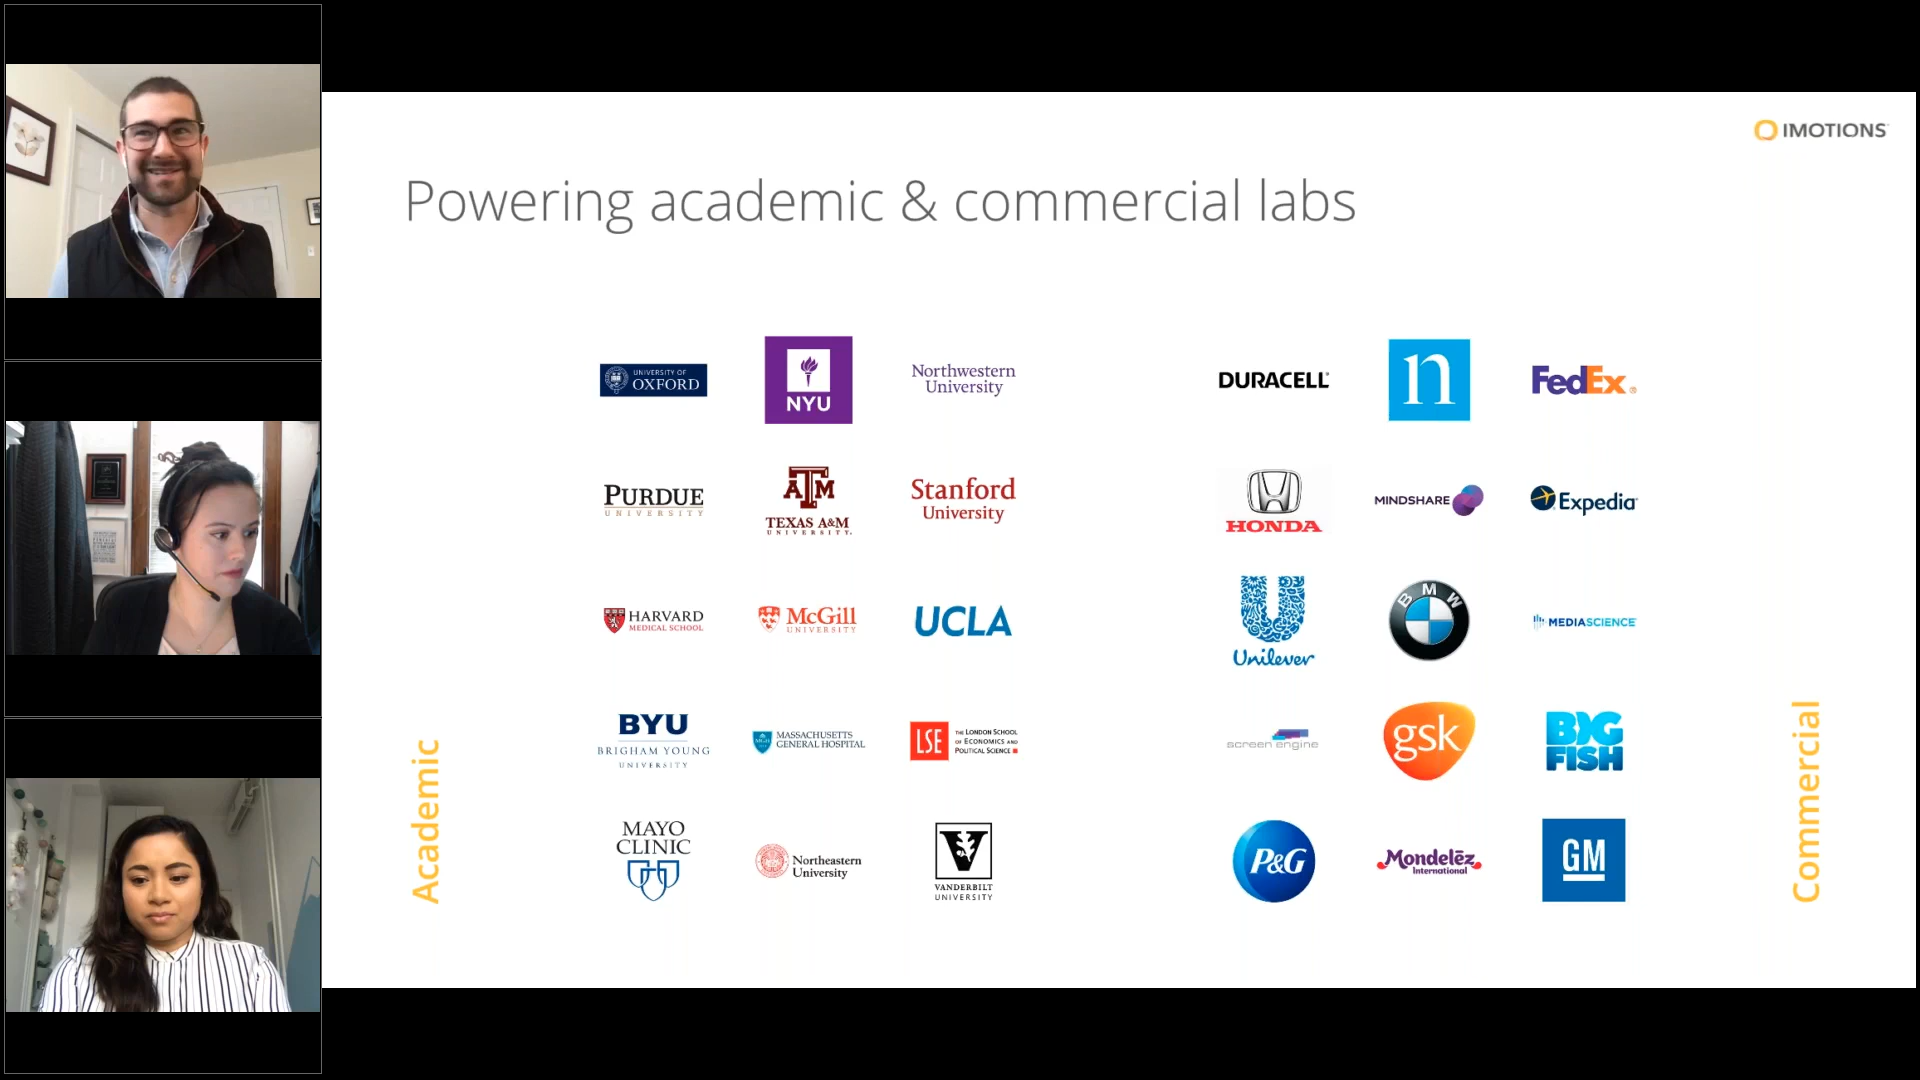 IMOTIONS
Powering academic & commercial labs
Academic
UNIVERSITY OF
OXFORD
NYU
Northwestern
University
PURDUE
UNIVERSITY
ATM
TEXAS A&M
UNIVERSITY.
Stanford
University
HARVARD
MEDICAL SCHOOL
McGill
UNIVERSITY
UCLA
BYU
BRIGHAM YOUNG
UNIVERSITY
MGH
MASSACHUSETTS
GENERAL HOSPITAL
LSE
THE LONDON SCHOOL
OF ECONOMICS AND
POLITICAL SCIENCE
MAYO
CLINIC
Northeastern
University
V
VANDERBILT
UNIVERSITY
DURACELL
n
FedEx®
HONDA
MINDSHARE
Expedia
Unilever
BMW
MEDIASCIENCE
screen engine
gsk
BIG
FISH
P&G
Mondelēz
International
GM
Commercial